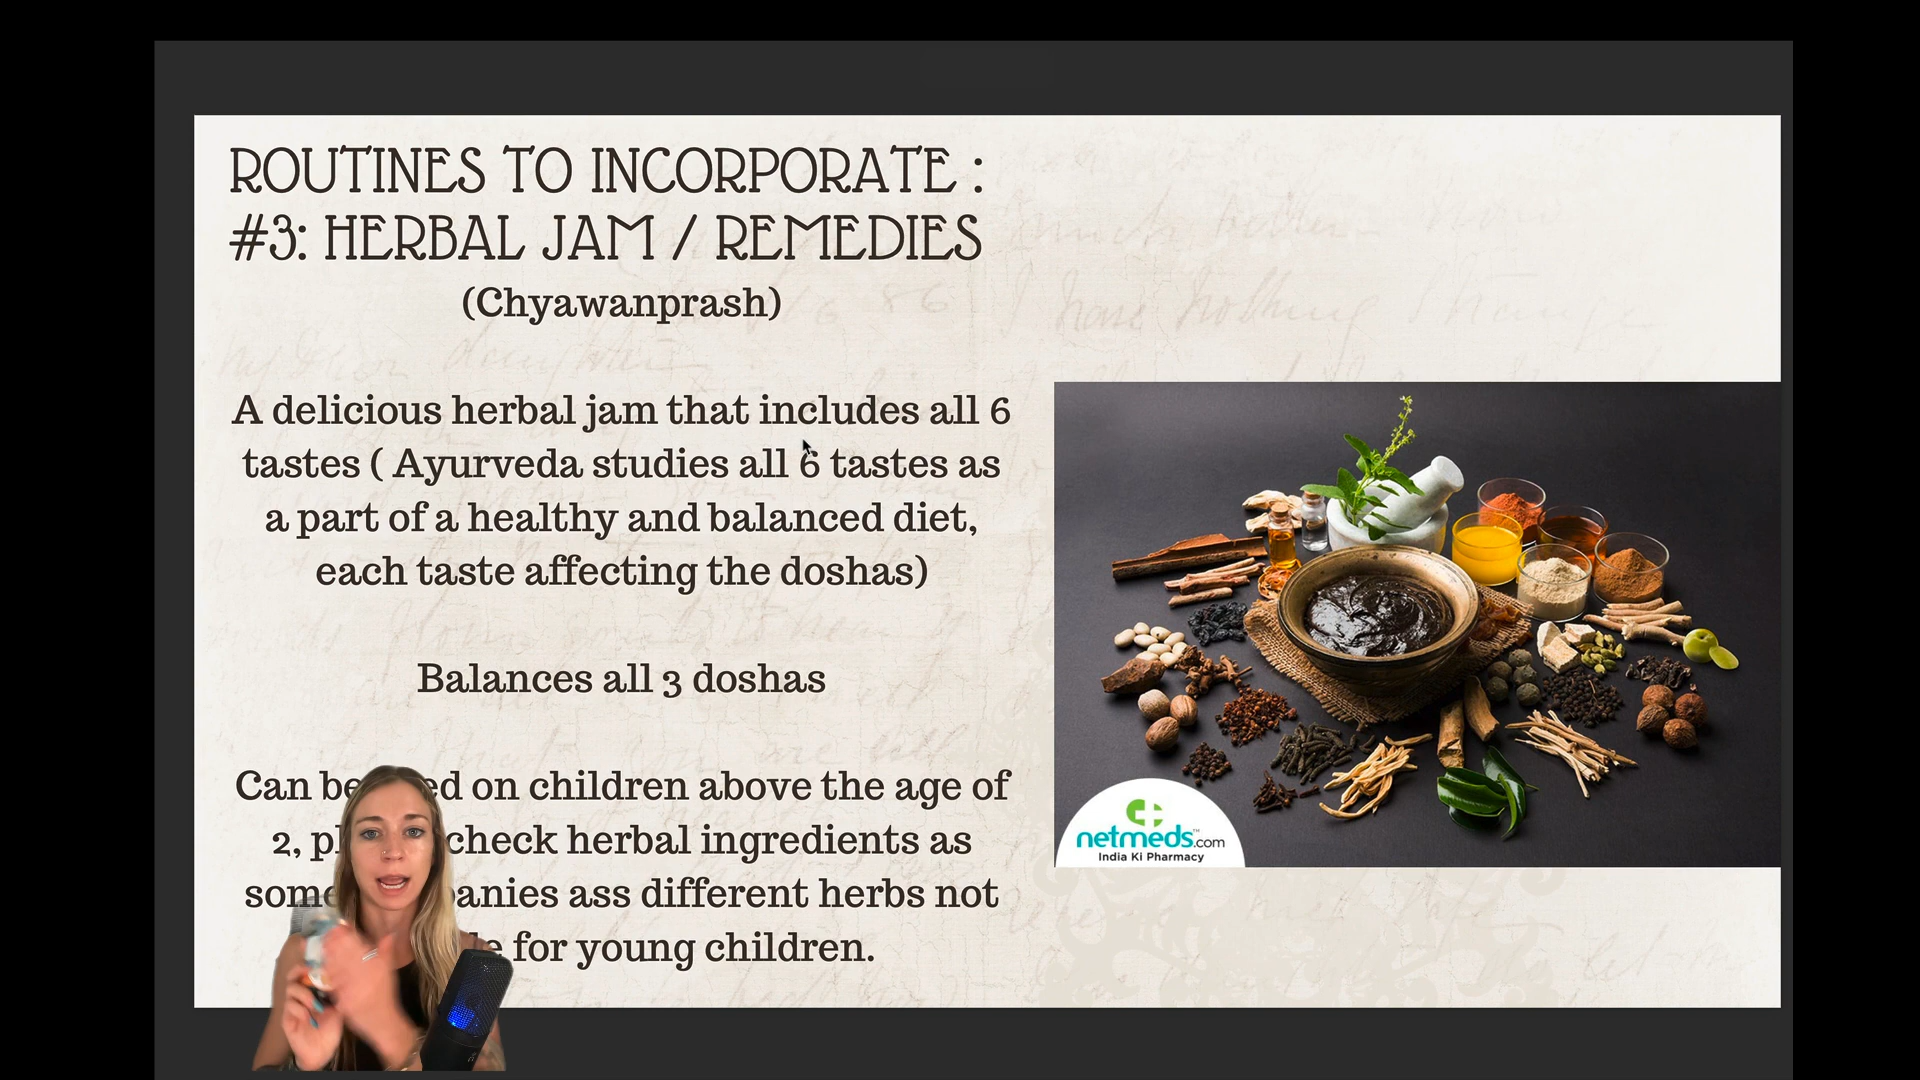 ROUTINES TO INCORPORATE :
#3: HERBAL JAM / REMEDIES
(Chyawanprash)
A delicious herbal jam that includes all 6
tastes ( Ayurveda studies all 6 tastes as
a part of a healthy and balanced diet,
each taste affecting the doshas)
Balances all 3 doshas
Can be on children above the age of
2, check herbal ingredients as
some ass different herbs not
for young children.
netmeds.com
India Ki Pharmacy